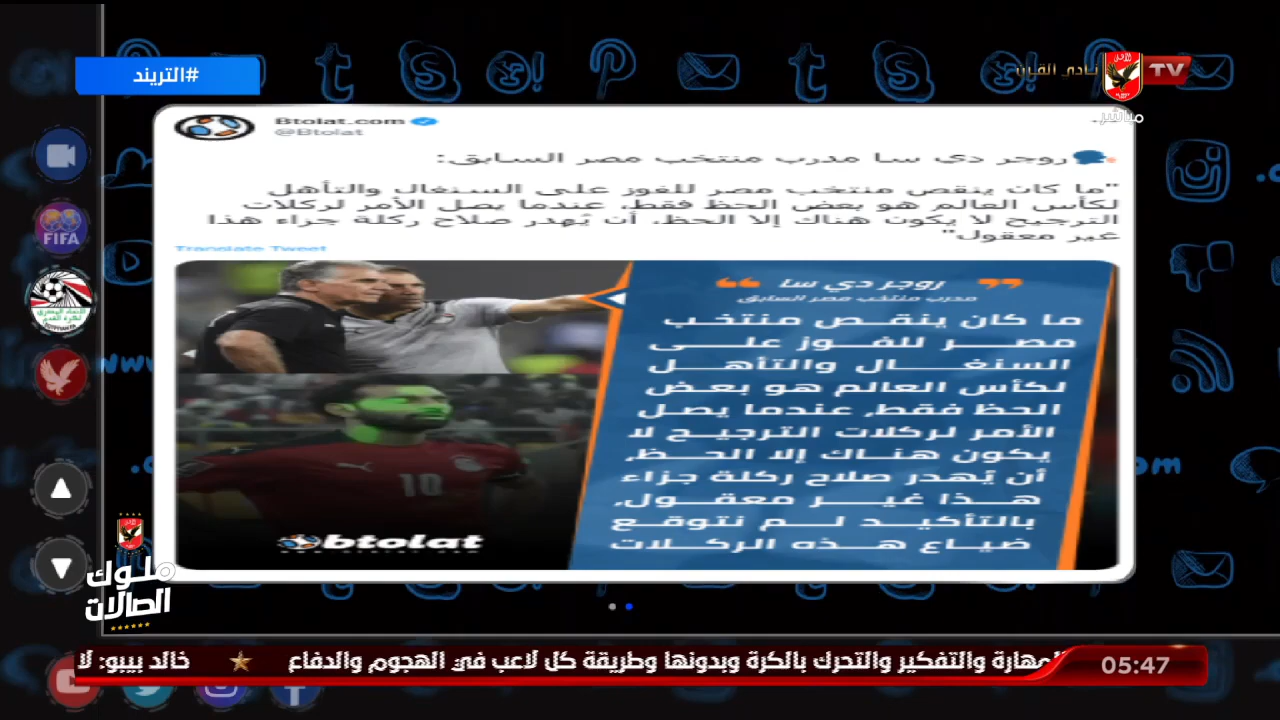 #التريند
نادي القرن
TV
مباشر
Btolat.com
@Btolat
روجر دي سا مدرب منتخب مصر السابق:
"ما كان ينقص منتخب مصر للفوز على السنغال والتأهل
لكأس العالم هو بعض الحظ فقط، عندما يصل الأمر لركلات
الترجيح لا يكون هناك إلا الحظ، أن يُهدر صلاح ركلة جزاء هذا
غير معقول"
Translate Tweet
روجر دي سا
مدرب منتخب مصر السابق
ما كان ينقص منتخب
مصر للفوز على
السنغال والتأهل
لكأس العالم هو بعض
الحظ فقط، عندما يصل
الأمر لركلات الترجيح لا
يكون هناك إلا الحظ،
أن يُهدر صلاح ركلة جزاء
هذا غير معقول،
بالتأكيد لم نتوقع
ضياع هذه الركلات
10
btolat
FIFA
www
.c
om
ملوك
الصالات
المهارة والتفكير والتحرك بالكرة وبدونها وطريقة كل لاعب في الهجوم والدفاع ★ خالد بيبو: لا
05:47